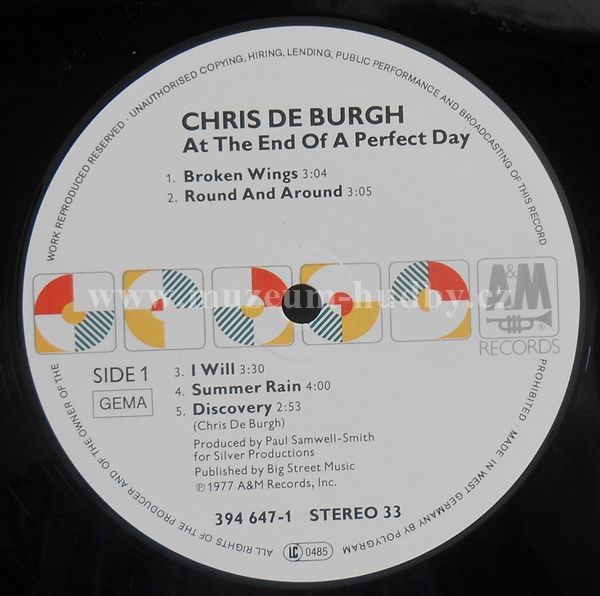 WORK REPRODUCED RESERVED · UNAUTHORISED COPYING, HIRING, LENDING, PUBLIC PERFORMANCE AND BROADCASTING OF THIS RECORD
CHRIS DE BURGH
At The End Of A Perfect Day
1. Broken Wings 3:04
2. Round And Around 3:05
www.muzeum-hudby.cz
A&M
®
RECORDS
SIDE 1
GEMA
3. I Will 3:30
4. Summer Rain 4:00
5. Discovery 2:53
(Chris De Burgh)
Produced by Paul Samwell-Smith
for Silver Productions
Published by Big Street Music
℗ 1977 A&M Records, Inc.
394 647-1 STEREO 33
LC 0485
PROHIBITED · MADE IN WEST GERMANY BY POLYGRAM
ALL RIGHTS OF THE PRODUCER AND OF THE OWNER OF THE